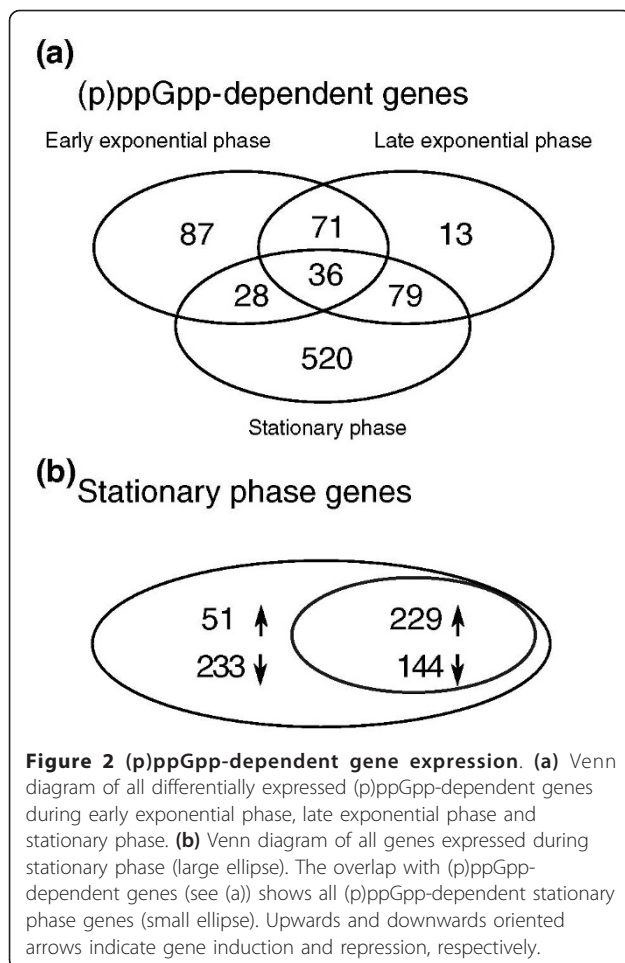 (a)
(p)ppGpp-dependent genes
Early exponential phase
Late exponential phase
87
71
13
36
28
79
520
Stationary phase
(b) Stationary phase genes
51 ↑ 229 ↑
233 ↓ 144 ↓
Figure 2 (p)ppGpp-dependent gene expression. (a) Venn
diagram of all differentially expressed (p)ppGpp-dependent genes
during early exponential phase, late exponential phase and
stationary phase. (b) Venn diagram of all genes expressed during
stationary phase (large ellipse). The overlap with (p)ppGpp-
dependent genes (see (a)) shows all (p)ppGpp-dependent stationary
phase genes (small ellipse). Upwards and downwards oriented
arrows indicate gene induction and repression, respectively.